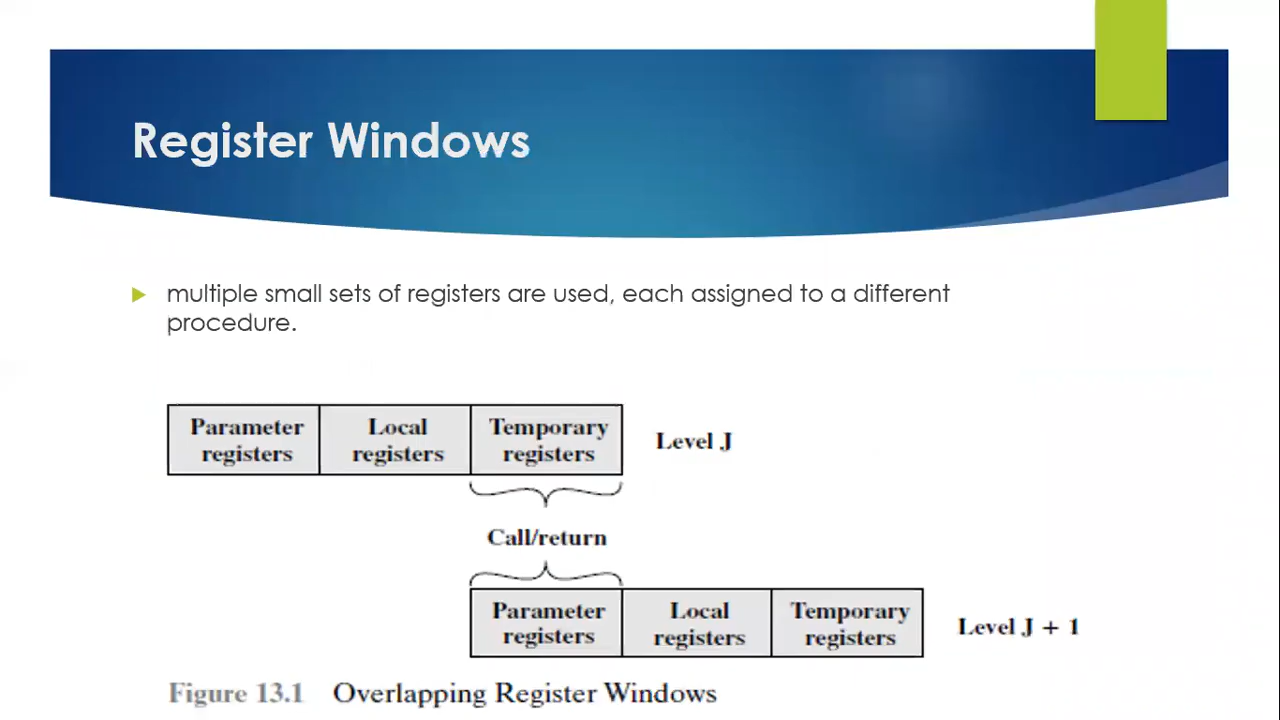 Register Windows
multiple small sets of registers are used, each assigned to a different
procedure.
Parameter registers
Local registers
Temporary registers
Level J
Call/return
Parameter registers
Local registers
Temporary registers
Level J + 1
Figure 13.1 Overlapping Register Windows